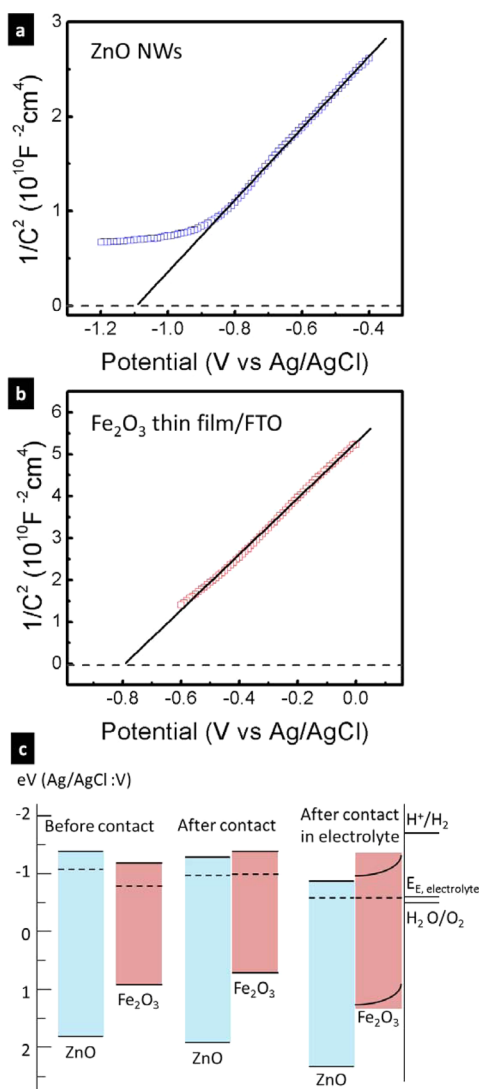 a
ZnO NWs
1/C² (10¹⁰F⁻²cm⁴)
3
2
1
0
-1.2 -1.0 -0.8 -0.6 -0.4
Potential (V vs Ag/AgCl)
b
Fe₂O₃ thin film/FTO
1/C² (10¹⁰F⁻²cm⁴)
6
5
4
3
2
1
0
-0.8 -0.6 -0.4 -0.2 0.0
Potential (V vs Ag/AgCl)
c
eV (Ag/AgCl :V)
-2
-1
0
1
2
Before contact
ZnO
Fe₂O₃
After contact
ZnO
Fe₂O₃
After contact
in electrolyte
ZnO
Fe₂O₃
H⁺/H₂
E_E, electrolyte
H₂ O/O₂